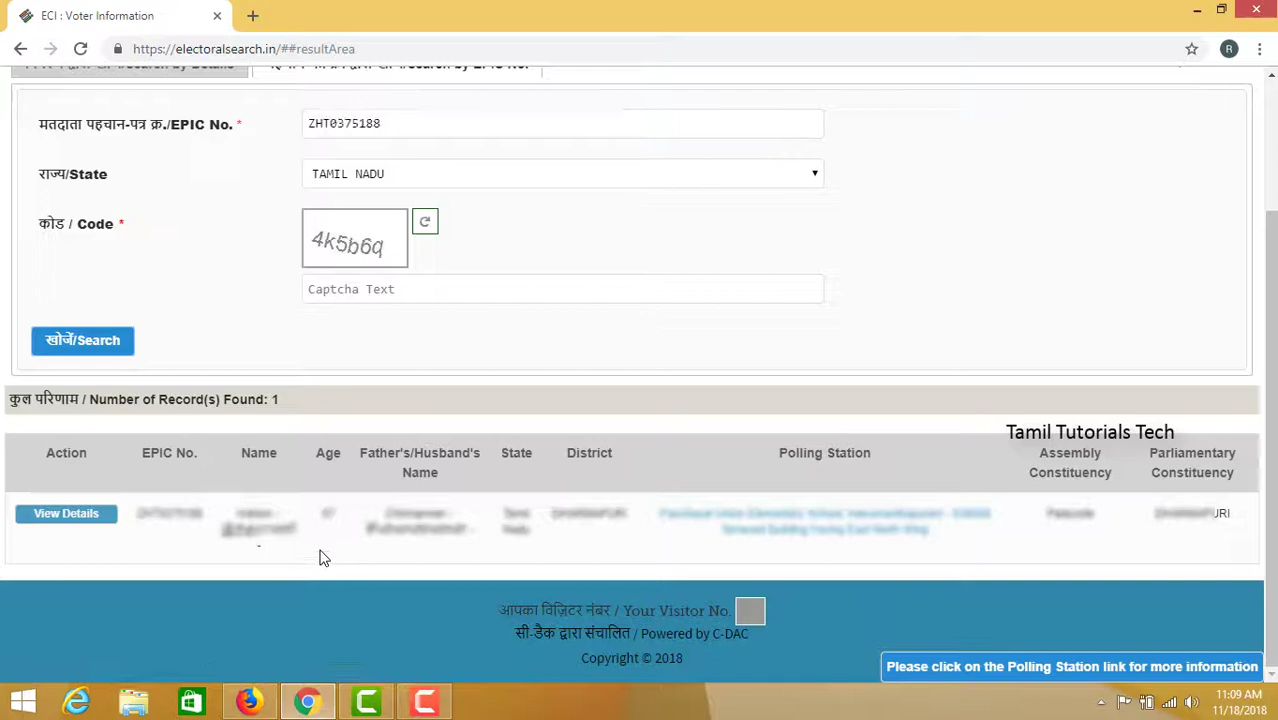 ECI : Voter Information
https://electoralsearch.in/##resultArea
R
मतदाता पहचान-पत्र क्र./EPIC No. *
ZHT0375188
राज्य/State
TAMIL NADU
कोड / Code *
4k5b6q
Captcha Text
खोजें/Search
कुल परिणाम / Number of Record(s) Found: 1
Tamil Tutorials Tech
Action EPIC No. Name Age Father's/Husband's Name State District Polling Station Assembly Constituency Parliamentary Constituency
View Details
आपका विज़िटर नंबर / Your Visitor No.
सी-डैक द्वारा संचालित / Powered by C-DAC
Copyright © 2018
Please click on the Polling Station link for more information
11:09 AM
11/18/2018